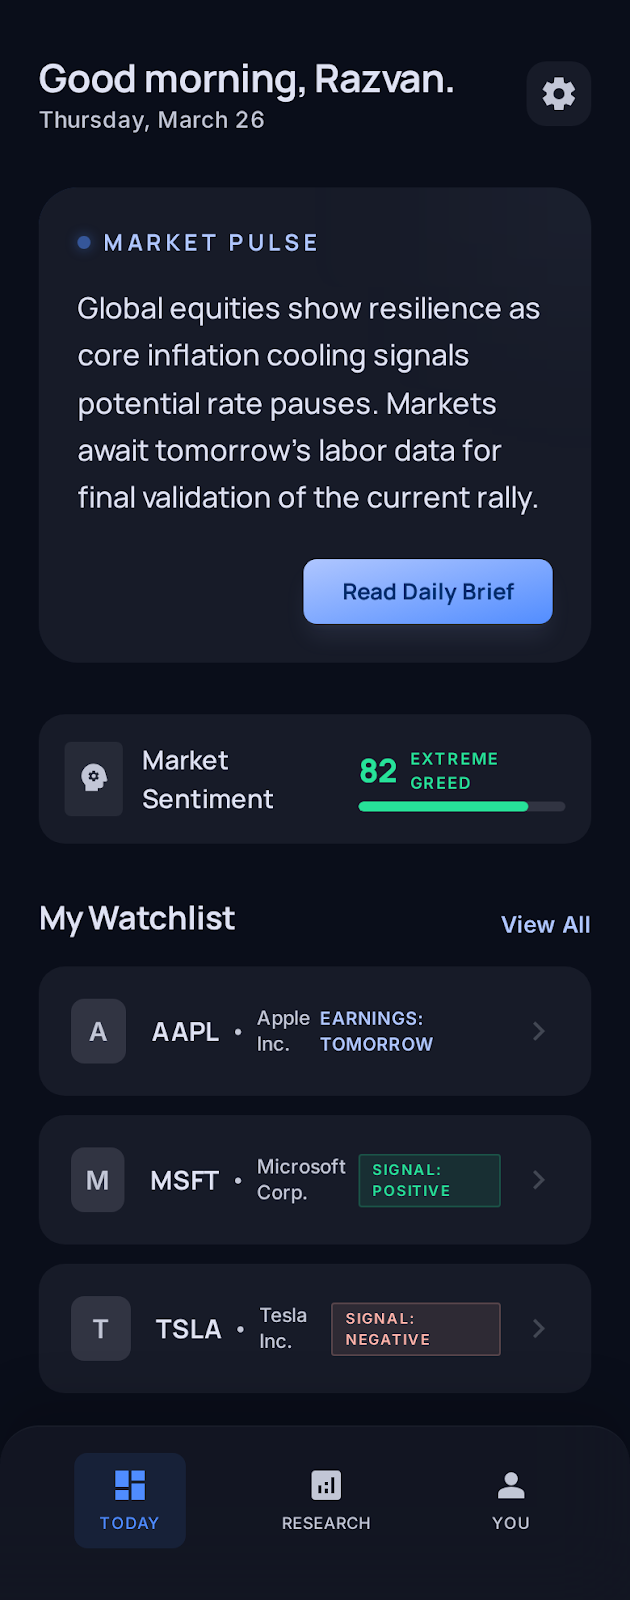 Good morning, Razvan.
Thursday, March 26
MARKET PULSE
Global equities show resilience as
core inflation cooling signals
potential rate pauses. Markets
await tomorrow’s labor data for
final validation of the current rally.
Read Daily Brief
Market
Sentiment
82
EXTREME
GREED
My Watchlist
View All
A
AAPL •
Apple
Inc.
EARNINGS:
TOMORROW
M
MSFT •
Microsoft
Corp.
SIGNAL:
POSITIVE
T
TSLA •
Tesla
Inc.
SIGNAL:
NEGATIVE
TODAY
RESEARCH
YOU